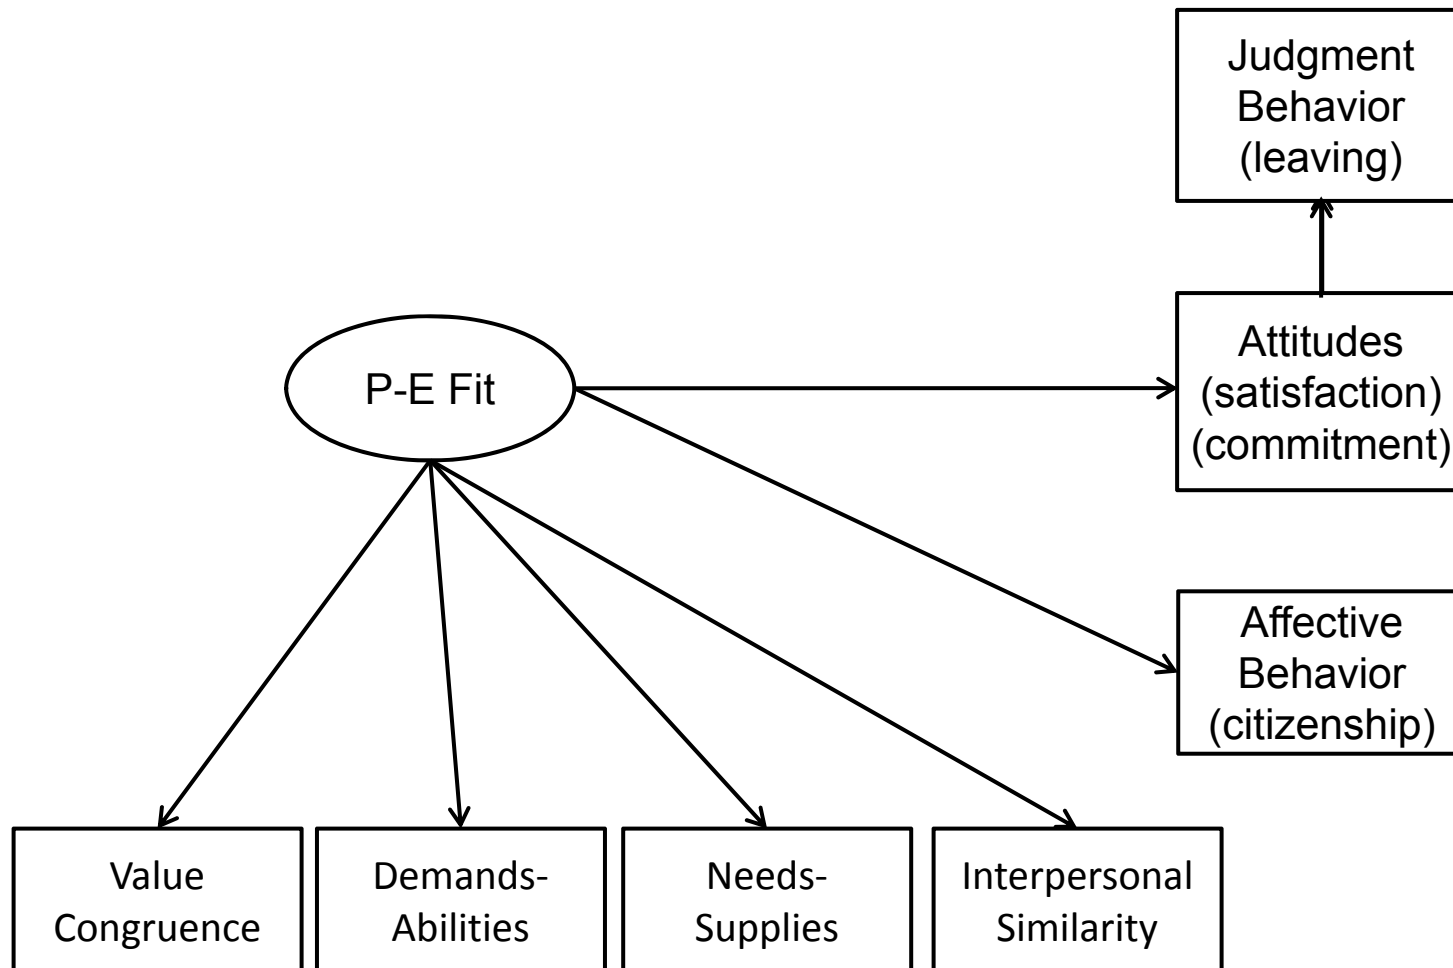 Judgment
Behavior
(leaving)
P-E Fit
Attitudes
(satisfaction)
(commitment)
Affective
Behavior
(citizenship)
Value
Congruence
Demands-
Abilities
Needs-
Supplies
Interpersonal
Similarity